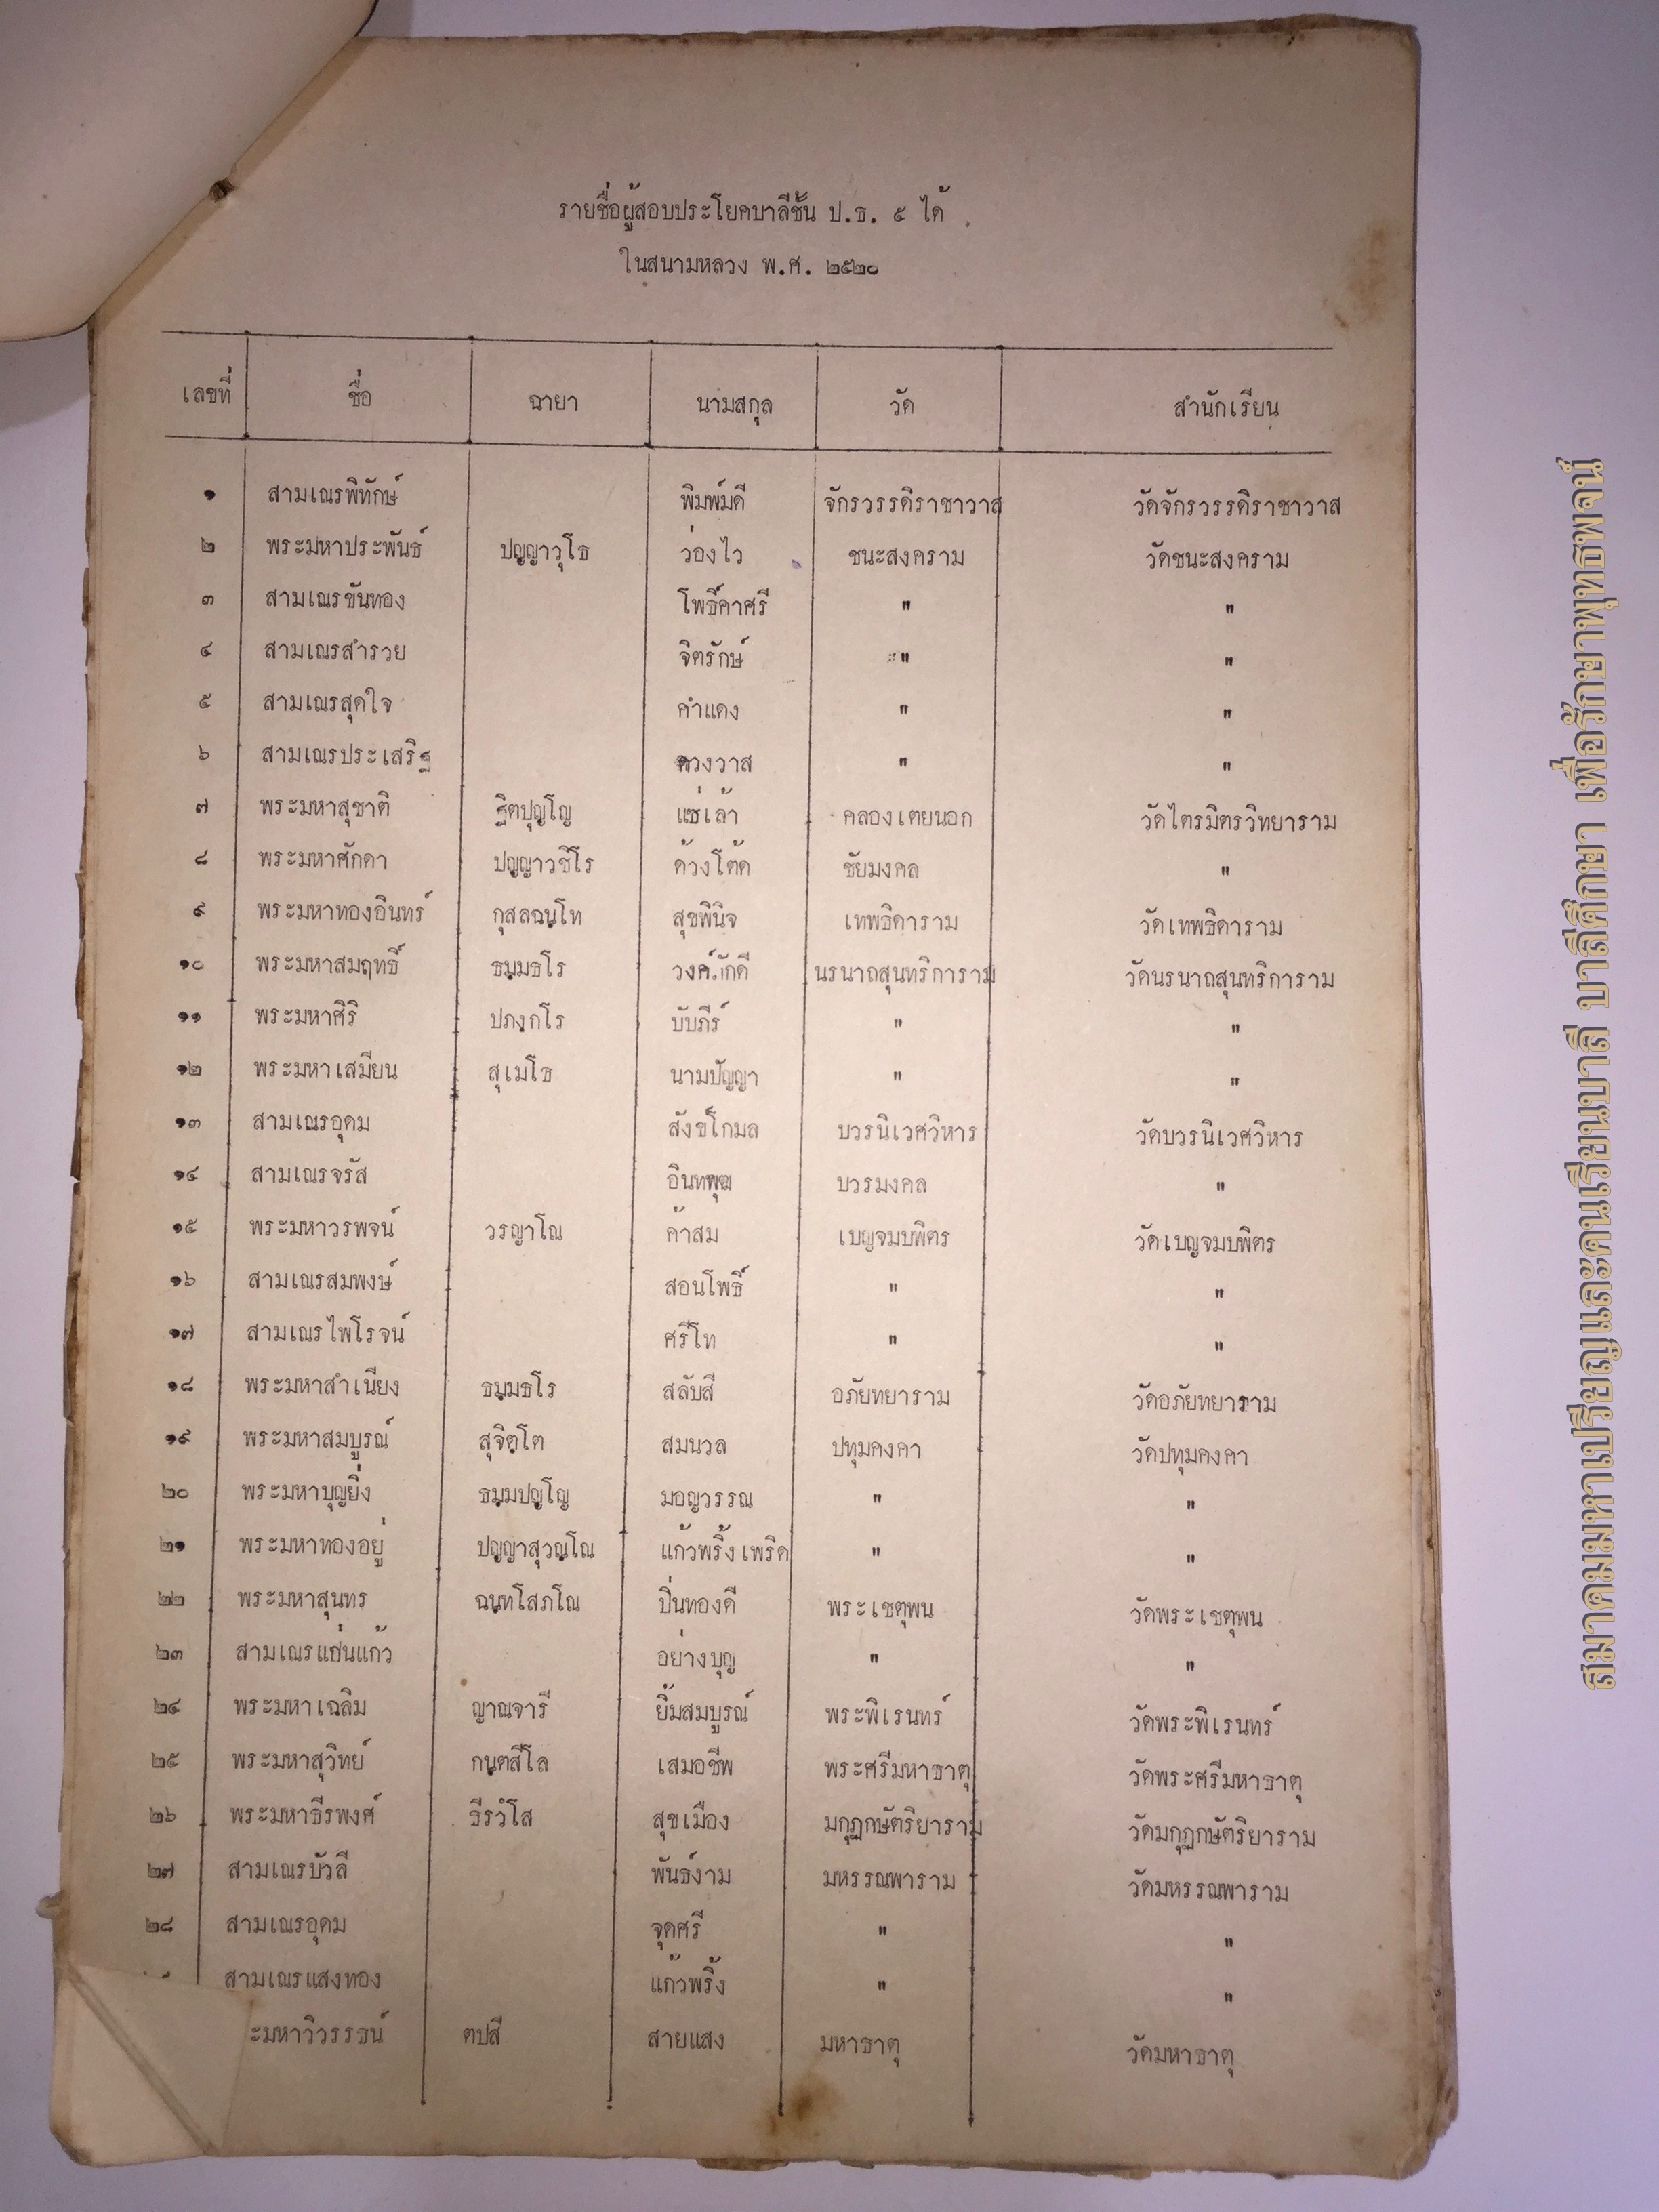 รายชื่อผู้สอบประโยคบาลีชั้น ป.ธ. ๕ ได้
ในสนามหลวง พ.ศ. ๒๕๒๐
เลขที่ ชื่อ ฉายา นามสกุล วัด สำนักเรียน
๑ สามเณรพิทักษ์ พิมพ์มดี จักรวรรดิราชาวาส วัดจักรวรรดิราชาวาส
๒ พระมหาประพันธ์ ปญฺญาวุโธ ว่องไว ชนะสงคราม วัดชนะสงคราม
๓ สามเณรขันทอง โพธิ์คาศรี " "
๔ สามเณรสำรวย จิตรักษ์ " "
๕ สามเณรสุดใจ คำแดง " "
๖ สามเณรประเสริฐ ดวงวาส " "
๗ พระมหาสุชาติ ฐิตปุญฺโญ แซ่เล้า คลองเตยนอก วัดไตรมิตรวิทยาราม
๘ พระมหาศักดา ปญฺญาวชิโร ด้วงโต้ด ชัยมงคล "
๙ พระมหาทองอินทร์ กุสลฉนฺโท สุขพินิจ เทพธิดาราม วัดเทพธิดาราม
๑๐ พระมหาสมฤทธิ์ ธมฺมธโร นรนาถสุนทริการาม วัดนรนาถสุนทริการาม
๑๑ พระมหาศิริ ปภงฺกโร บับภีร์ " "
๑๒ พระมหาเสมียน สุเมโธ นามปัญญา " "
๑๓ สามเณรอุดม สังข์โกมล บวรนิเวศวิหาร วัดบวรนิเวศวิหาร
๑๔ สามเณรจรัส อินทพุฒ บวรมงคล "
๑๕ พระมหาวรพจน์ วรญาโณ ค้าสม เบญจมบพิตร วัดเบญจมบพิตร
๑๖ สามเณรสมพงษ์ สอนโพธิ์ " "
๑๗ สามเณรไพโรจน์ ศรีโท " "
๑๘ พระมหาสำเนียง ธมฺมธโร สลับสี อภัยทยาราม วัดอภัยทยาราม
๑๙ พระมหาสมบูรณ์ สุจิตฺโต สมนวล ปทุมคงคา วัดปทุมคงคา
๒๐ พระมหาบุญยิ่ง ธมฺมปญฺโญ มอญวรรณ " "
๒๑ พระมหาทองอยู่ ปญฺญาสุวณฺโณ แก้วพริ้งเพริด " "
๒๒ พระมหาสุนทร ฉนฺทโสภโณ ปิ่นทองดี พระเชตุพน วัดพระเชตุพน
๒๓ สามเณรแก่นแก้ว อย่างบุญ " "
๒๔ พระมหาเฉลิม ญาณจารี ยิ้มสมบูรณ์ พระพิเรนทร์ วัดพระพิเรนทร์
๒๕ พระมหาสุวิทย์ กนฺตสีโล เสมอชีพ พระศรีมหาธาตุ วัดพระศรีมหาธาตุ
๒๖ พระมหาธีรพงศ์ ธีรวํโส สุขเมือง มกุฏกษัตริยาราม วัดมกุฏกษัตริยาราม
๒๗ สามเณรบัวลี พันธ์งาม มหรรณพาราม วัดมหรรณพาราม
๒๘ สามเณรอุดม จุดศรี " "
สามเณรแสงทอง แก้วพริ้ง " "
ะมหาวิวรรธน์ ตปสี สายแสง มหาธาตุ วัดมหาธาตุ
สมาคมมหาเปรียญและคนเรียนบาลี บาลีศึกษา เพื่อรักษาพุทธพจน์